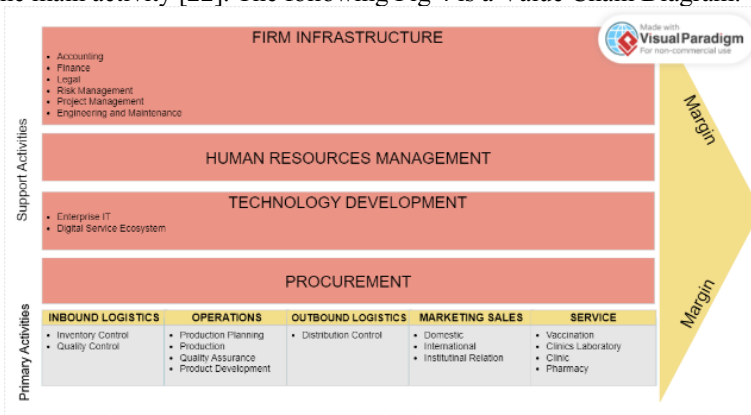 he main activity [22]. The following Fig 4 is a Value Chain Diagram.
Made with
Visual Paradigm
For non-commercial use
FIRM INFRASTRUCTURE
• Accounting
• Finance
• Legal
• Risk Management
• Project Management
• Engineering and Maintenance
Support Activities
HUMAN RESOURCES MANAGEMENT
TECHNOLOGY DEVELOPMENT
• Enterprise IT
• Digital Service Ecosystem
PROCUREMENT
Margin
Margin
Primary Activities
INBOUND LOGISTICS
• Inventory Control
• Quality Control
OPERATIONS
• Production Planning
• Production
• Quality Assurance
• Product Development
OUTBOUND LOGISTICS
• Distribution Control
MARKETING SALES
• Domestic
• International
• Institutinal Relation
SERVICE
• Vaccination
• Clinics Laboratory
• Clinic
• Pharmacy